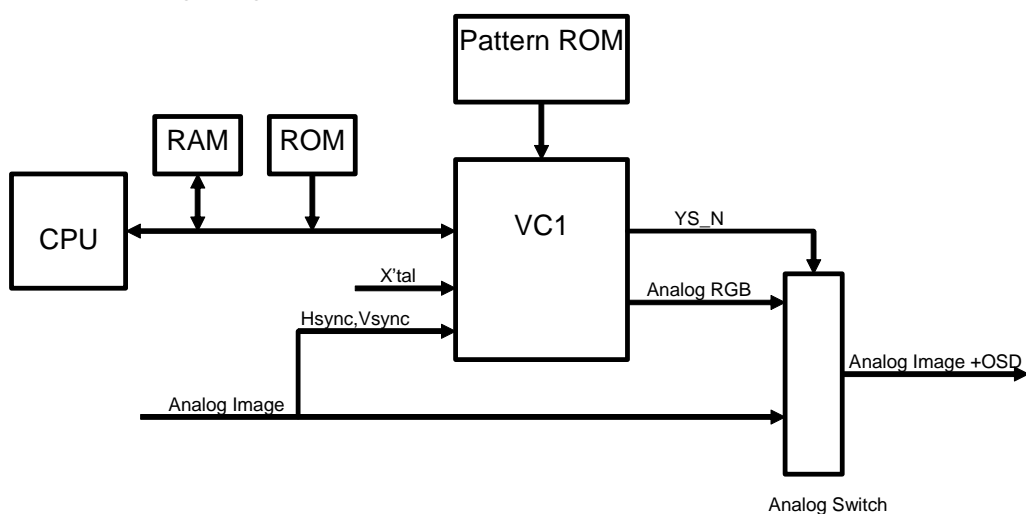 Pattern ROM
RAM
ROM
CPU
VC1
YS_N
X'tal
Analog RGB
Hsync,Vsync
Analog Image +OSD
Analog Image
Analog Switch